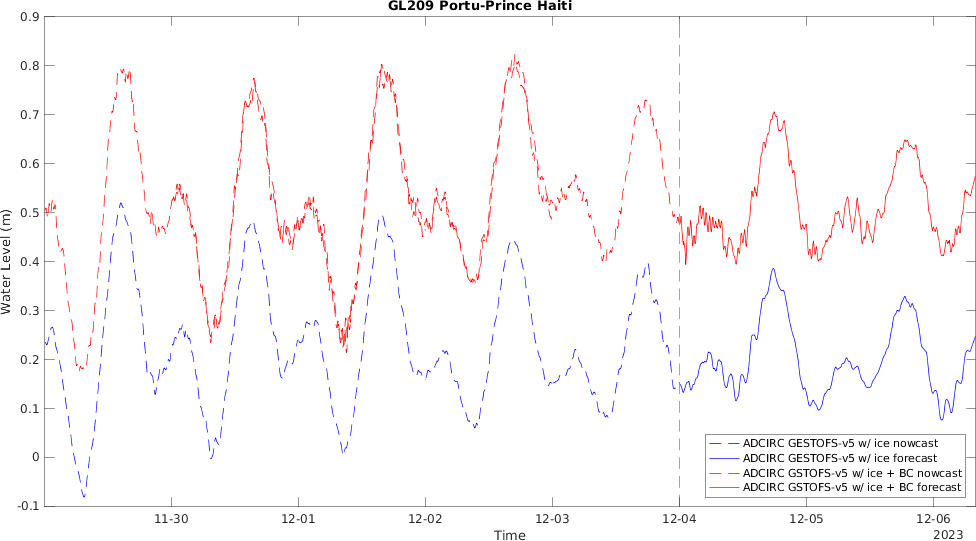 GL209 Portu-Prince Haiti
0.9
0.8
0.7
0.6
0.5
0.4
0.3
0.2
0.1
0
-0.1
Water Level (m)
11-30
12-01
12-02
12-03
12-04
12-05
12-06
Time
2023
ADCIRC GESTOFS-v5 w/ ice nowcast
ADCIRC GESTOFS-v5 w/ ice forecast
ADCIRC GSTOFS-v5 w/ ice + BC nowcast
ADCIRC GSTOFS-v5 w/ ice + BC forecast